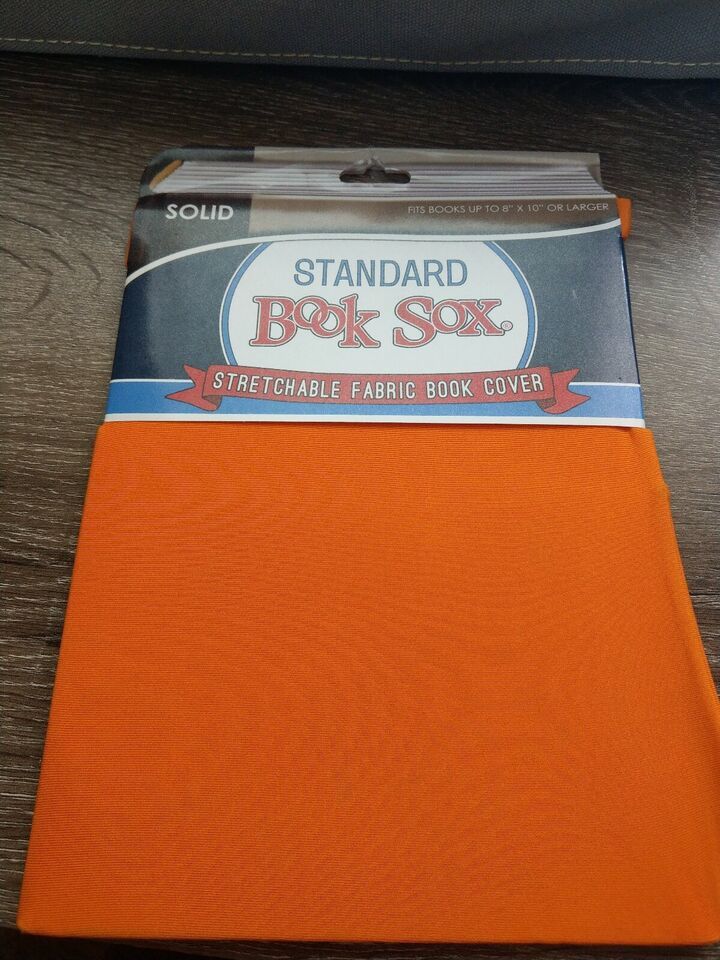 SOLID
FITS BOOKS UP TO 8" X 10" OR LARGER
STANDARD
Book Sox®
STRETCHABLE FABRIC BOOK COVER